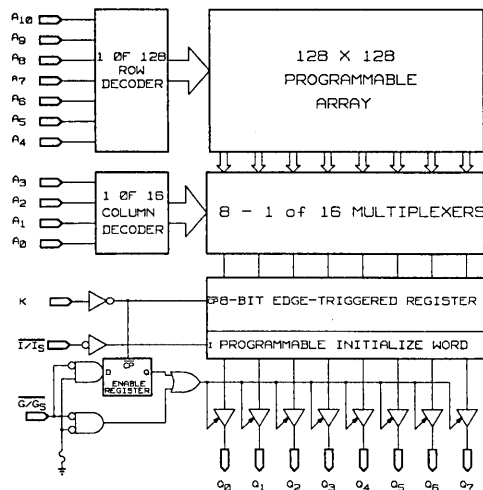 A10
A9
A8
A7
A6
A5
A4
1 OF 128
ROW
DECODER
128 X 128
PROGRAMMABLE
ARRAY
A3
A2
A1
A0
1 OF 16
COLUMN
DECODER
8 - 1 of 16 MULTIPLEXERS
K
CP
8-BIT EDGE-TRIGGERED REGISTER
I/IS
I
PROGRAMMABLE INITIALIZE WORD
CP
D
Q
ENABLE
REGISTER
G/GS
Q0
Q1
Q2
Q3
Q4
Q5
Q6
Q7